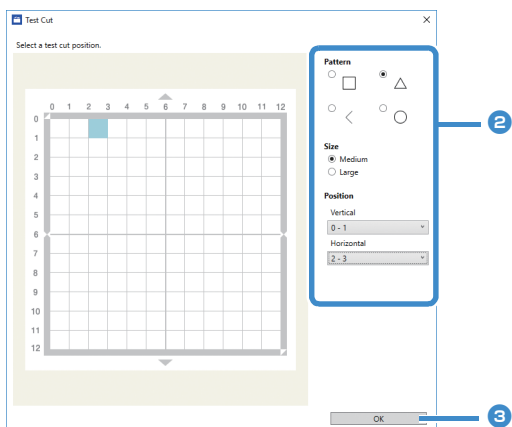 Test Cut
Select a test cut position.
0 1 2 3 4 5 6 7 8 9 10 11 12
0
1
2
3
4
5
6
7
8
9
10
11
12
Pattern
Size
Medium
Large
Position
Vertical
0 - 1
Horizontal
2 - 3
OK
2
3